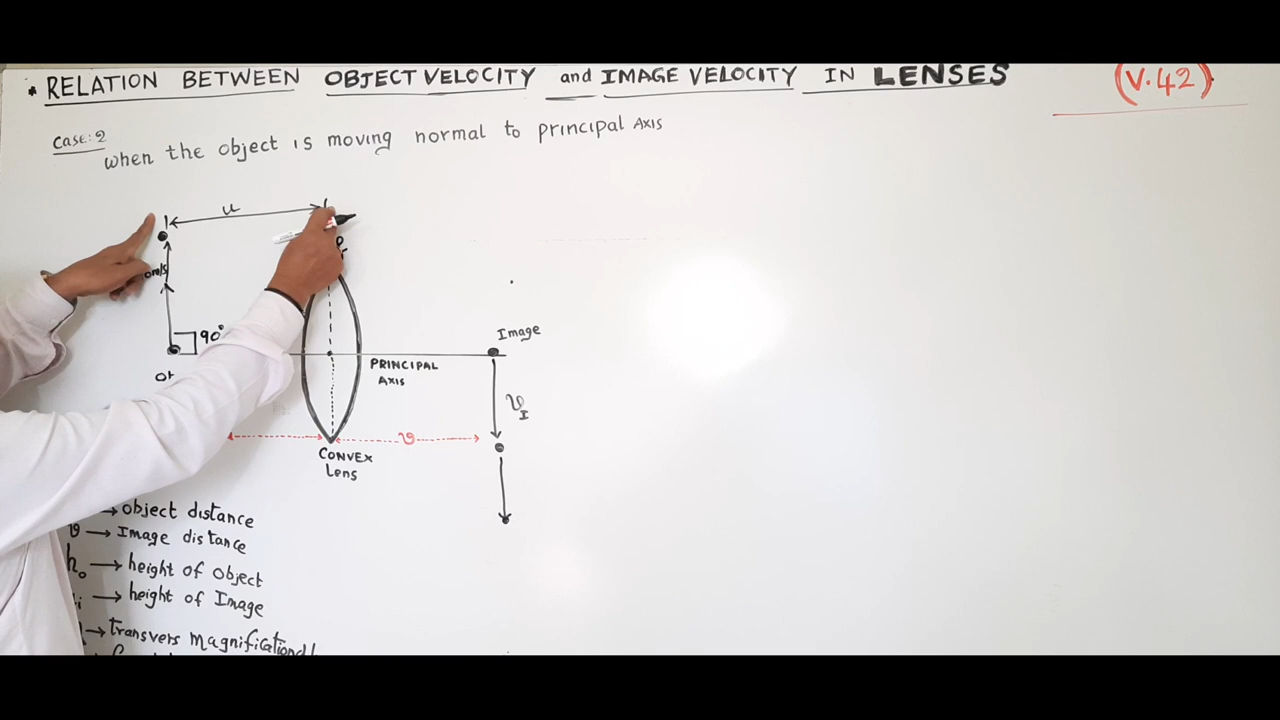 • RELATION BETWEEN OBJECT VELOCITY and IMAGE VELOCITY IN LENSES
(V.42)
Case:2
when the object is moving normal to principal Axis
u
m/s
90°
Image
PRINCIPAL
AXIS
v
I
v
CONVEX
Lens
→ object distance
v → Image distance
h₀ → height of object
i → height of Image
→ transvers magnification